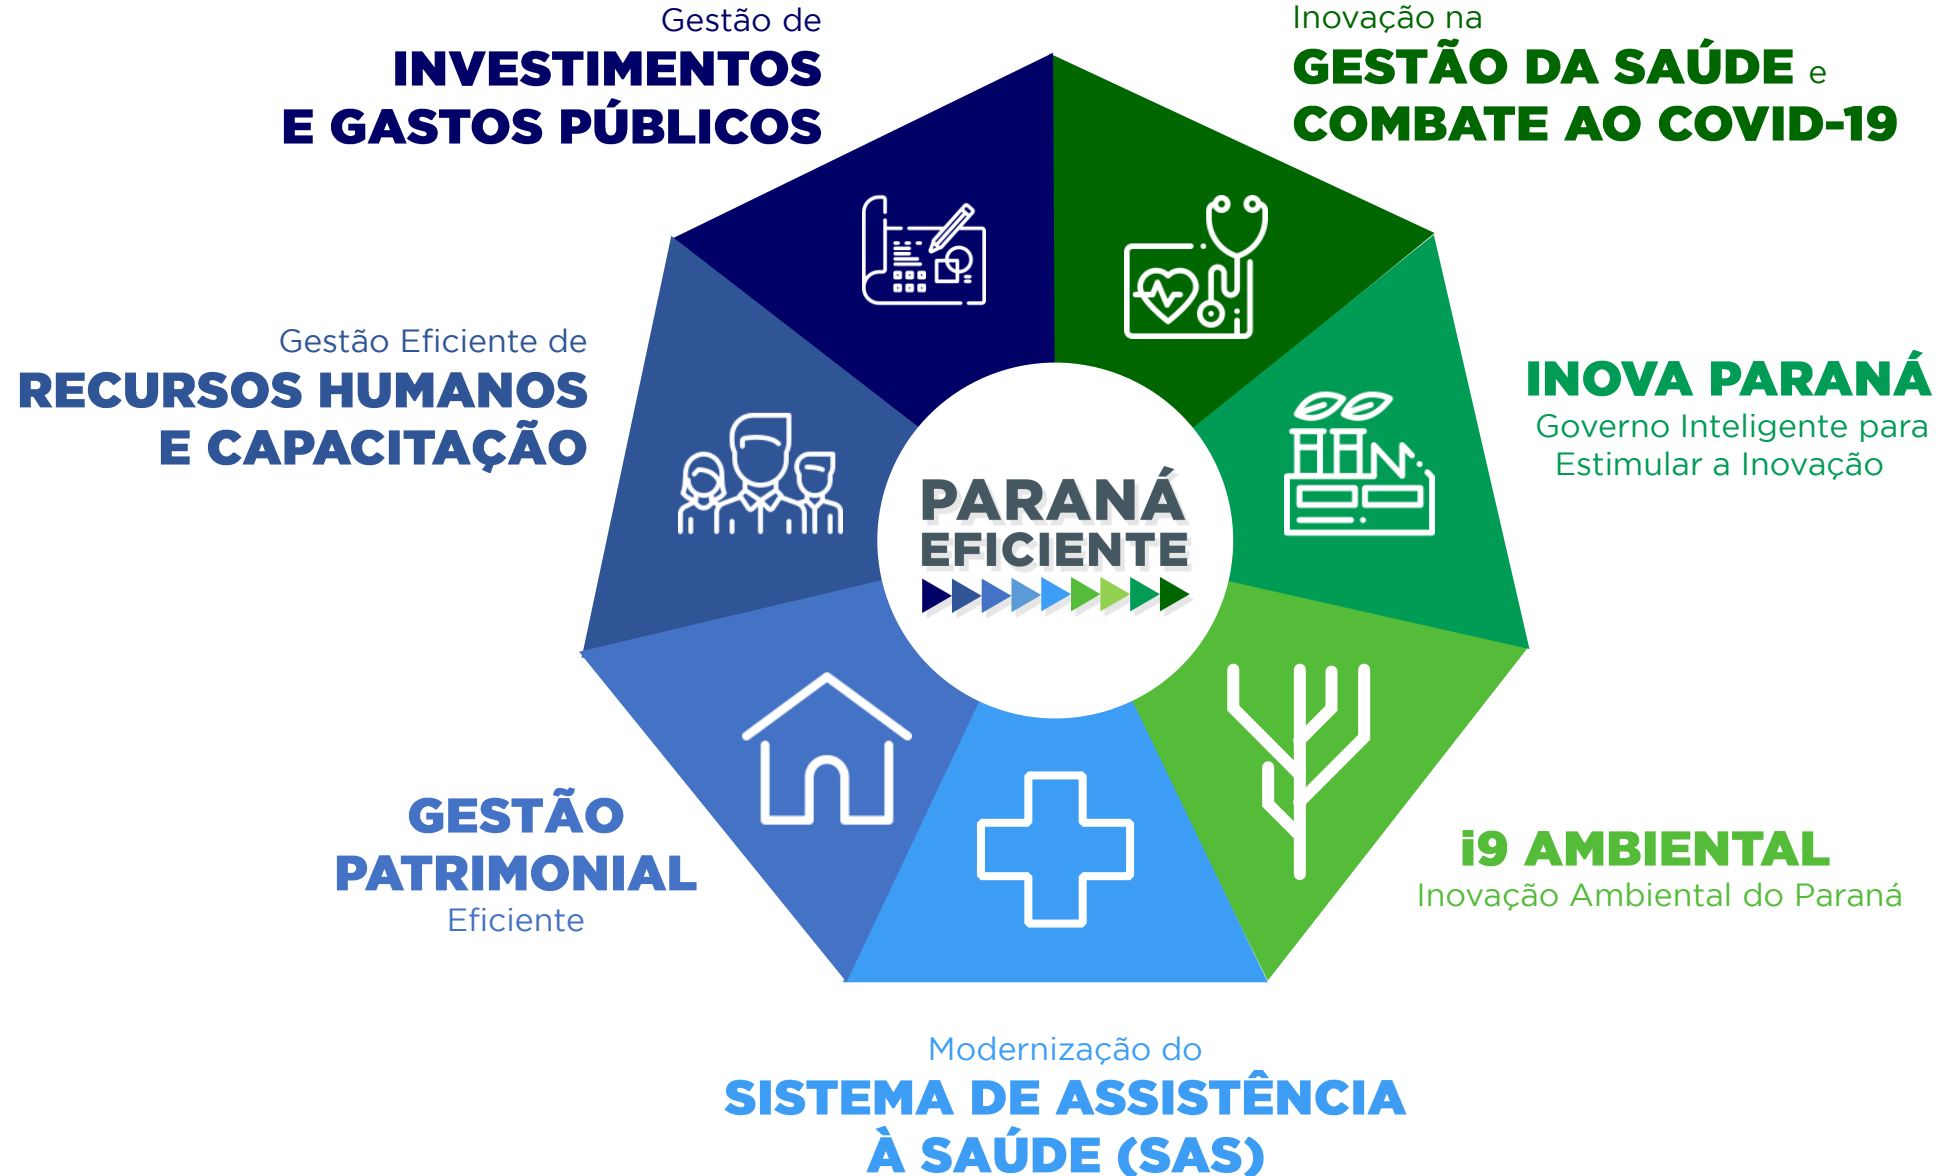 Gestão de
INVESTIMENTOS
E GASTOS PÚBLICOS
Inovação na
GESTÃO DA SAÚDE e
COMBATE AO COVID-19
Gestão Eficiente de
RECURSOS HUMANOS
E CAPACITAÇÃO
INOVA PARANÁ
Governo Inteligente para
Estimular a Inovação
PARANÁ
EFICIENTE
GESTÃO
PATRIMONIAL
Eficiente
i9 AMBIENTAL
Inovação Ambiental do Paraná
Modernização do
SISTEMA DE ASSISTÊNCIA
À SAÚDE (SAS)